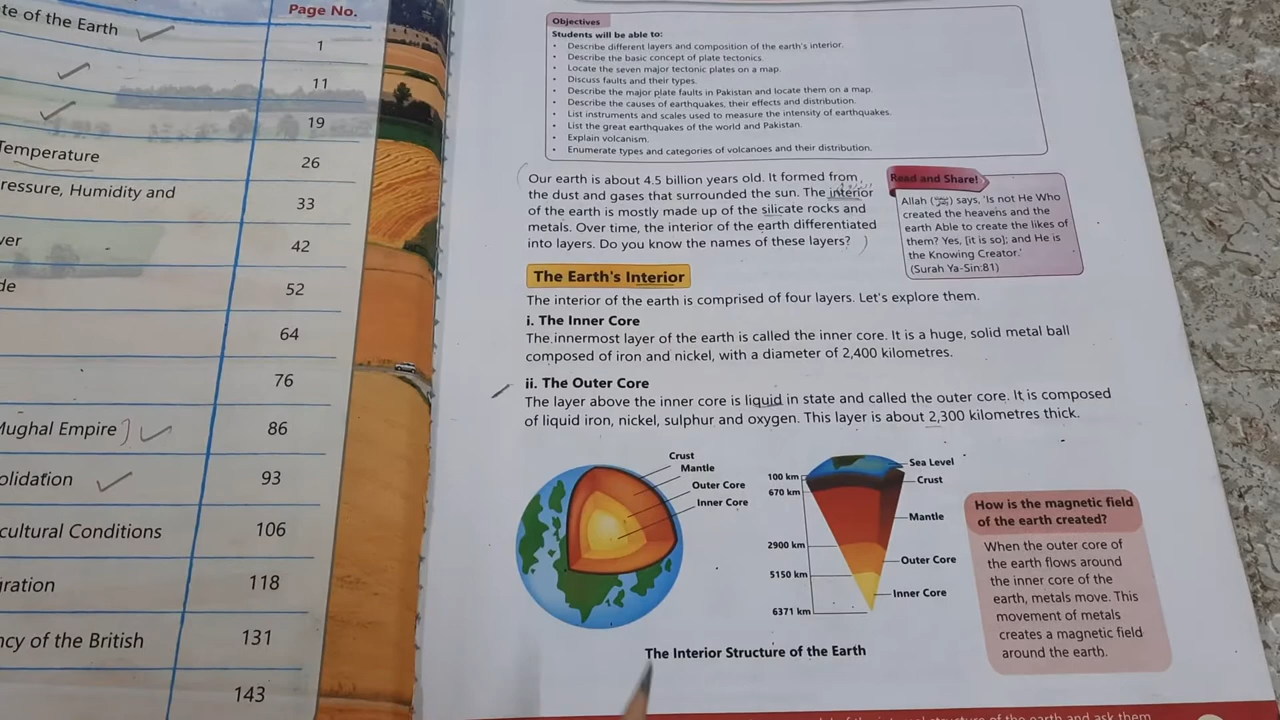 Page No.
te of the Earth
1
11
19
Temperature
26
ressure, Humidity and
33
ver
42
de
52
64
76
Mughal Empire
86
olidation
93
cultural Conditions
106
gration
118
ncy of the British
131
143
Objectives
Students will be able to:
• Describe different layers and composition of the earth's interior.
• Describe the basic concept of plate tectonics.
• Locate the seven major tectonic plates on a map.
• Discuss faults and their types.
• Describe the major plate faults in Pakistan and locate them on a map.
• Describe the causes of earthquakes, their effects and distribution.
• List instruments and scales used to measure the intensity of earthquakes.
• List the great earthquakes of the world and Pakistan.
• Explain volcanism.
• Enumerate types and categories of volcanoes and their distribution.
Our earth is about 4.5 billion years old. It formed from
the dust and gases that surrounded the sun. The interior
of the earth is mostly made up of the silicate rocks and
metals. Over time, the interior of the earth differentiated
into layers. Do you know the names of these layers?
Read and Share!
Allah () says, 'Is not He Who
created the heavens and the
earth Able to create the likes of
them? Yes, [it is so]; and He is
the Knowing Creator.'
(Surah Ya-Sin:81)
The Earth's Interior
The interior of the earth is comprised of four layers. Let's explore them.
i. The Inner Core
The innermost layer of the earth is called the inner core. It is a huge, solid metal ball
composed of iron and nickel, with a diameter of 2,400 kilometres.
ii. The Outer Core
The layer above the inner core is liquid in state and called the outer core. It is composed
of liquid iron, nickel, sulphur and oxygen. This layer is about 2,300 kilometres thick.
Crust
Mantle
Outer Core
Inner Core
100 km
670 km
2900 km
5150 km
6371 km
Sea Level
Crust
Mantle
Outer Core
Inner Core
The Interior Structure of the Earth
How is the magnetic field
of the earth created?
When the outer core of
the earth flows around
the inner core of the
earth, metals move. This
movement of metals
creates a magnetic field
around the earth.
of the internal structure of the earth and ask them